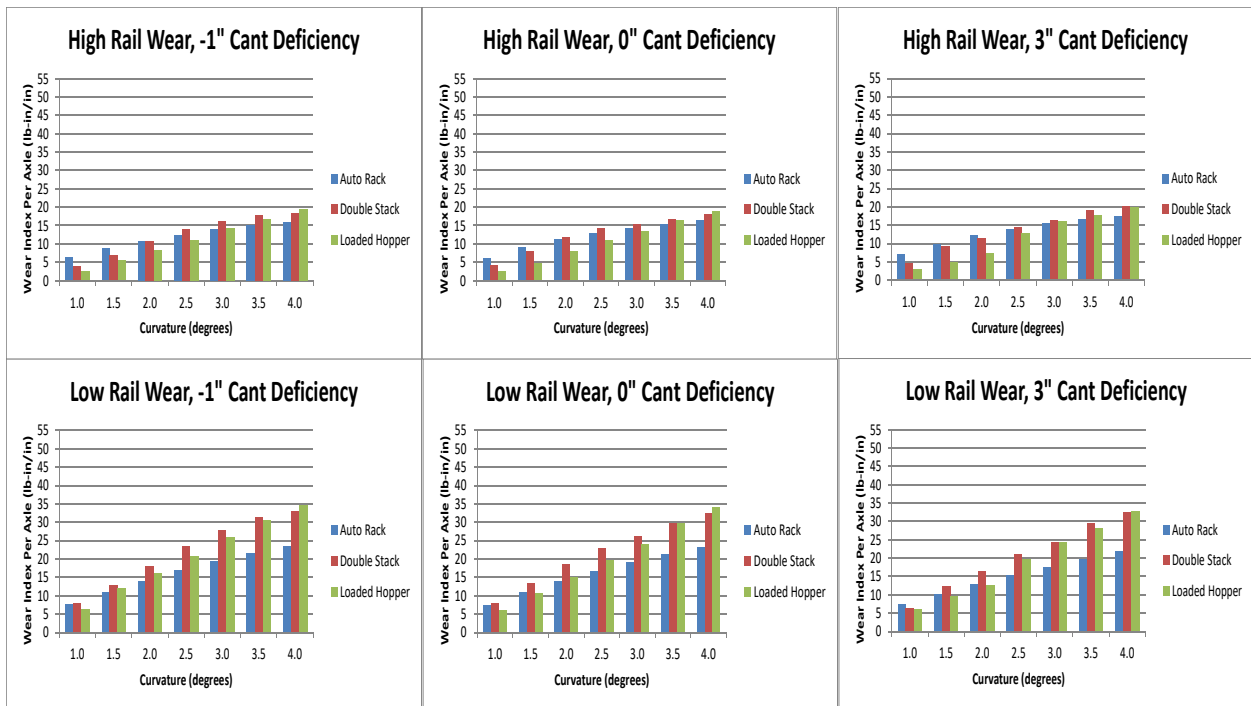 High Rail Wear, -1" Cant Deficiency
Wear Index Per Axle (lb-in/in)
55
50
45
40
35
30
25
20
15
10
5
0
1.0 1.5 2.0 2.5 3.0 3.5 4.0
Curvature (degrees)
Auto Rack
Double Stack
Loaded Hopper
High Rail Wear, 0" Cant Deficiency
Wear Index Per Axle (lb-in/in)
55
50
45
40
35
30
25
20
15
10
5
0
1.0 1.5 2.0 2.5 3.0 3.5 4.0
Curvature (degrees)
Auto Rack
Double Stack
Loaded Hopper
High Rail Wear, 3" Cant Deficiency
Wear Index Per Axle (lb-in/in)
55
50
45
40
35
30
25
20
15
10
5
0
1.0 1.5 2.0 2.5 3.0 3.5 4.0
Curvature (degrees)
Auto Rack
Double Stack
Loaded Hopper
Low Rail Wear, -1" Cant Deficiency
Wear Index Per Axle (lb-in/in)
55
50
45
40
35
30
25
20
15
10
5
0
1.0 1.5 2.0 2.5 3.0 3.5 4.0
Curvature (degrees)
Auto Rack
Double Stack
Loaded Hopper
Low Rail Wear, 0" Cant Deficiency
Wear Index Per Axle (lb-in/in)
55
50
45
40
35
30
25
20
15
10
5
0
1.0 1.5 2.0 2.5 3.0 3.5 4.0
Curvature (degrees)
Auto Rack
Double Stack
Loaded Hopper
Low Rail Wear, 3" Cant Deficiency
Wear Index Per Axle (lb-in/in)
55
50
45
40
35
30
25
20
15
10
5
0
1.0 1.5 2.0 2.5 3.0 3.5 4.0
Curvature (degrees)
Auto Rack
Double Stack
Loaded Hopper